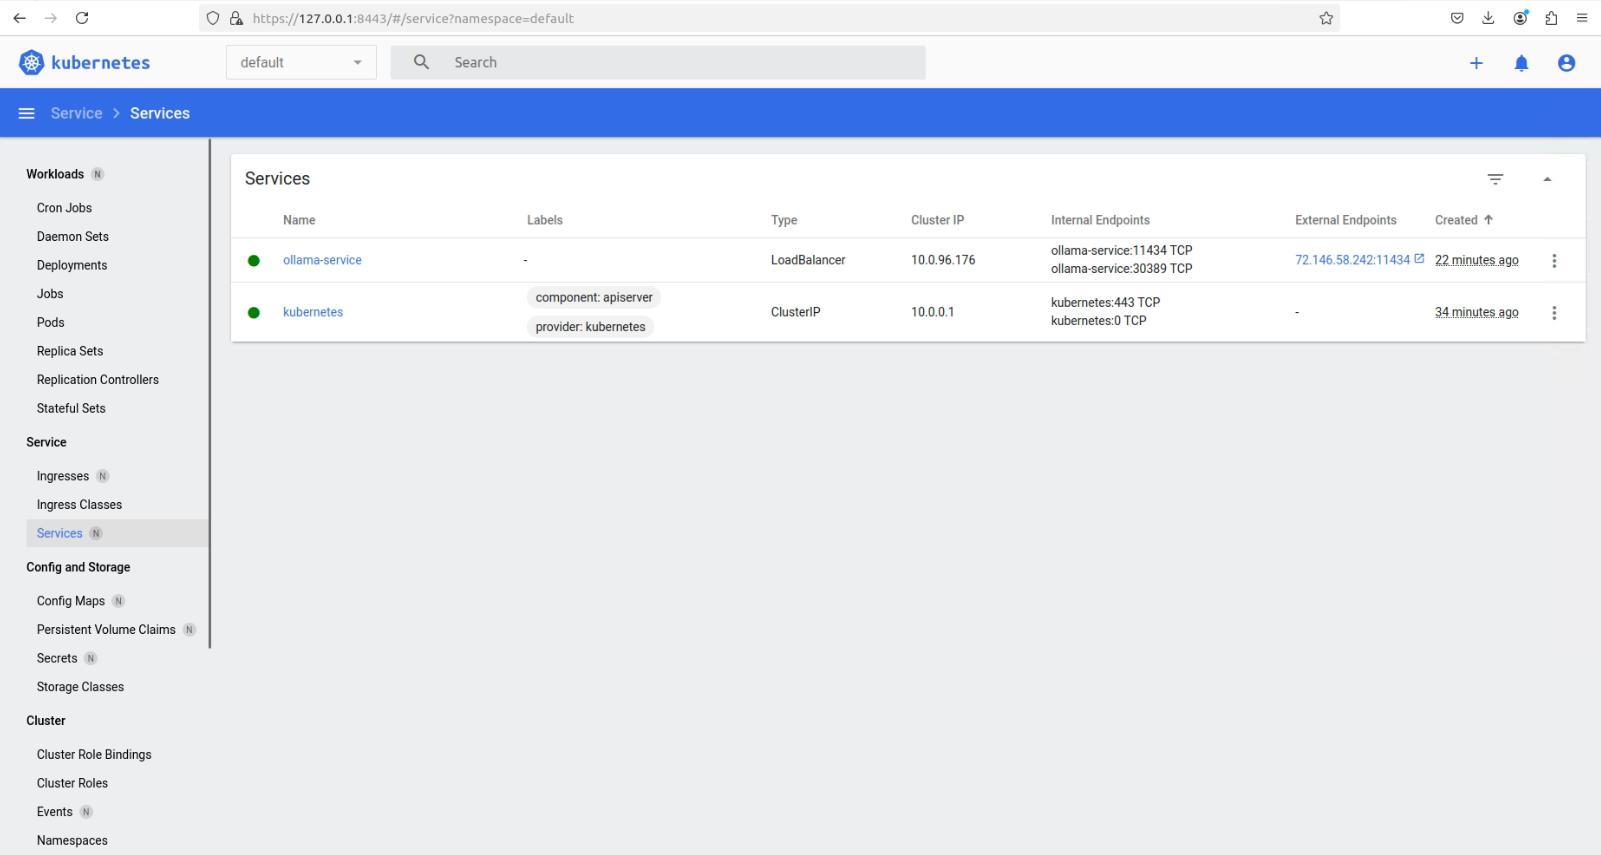 https://127.0.0.1:8443/#/service?namespace=default
kubernetes
default
Search
Service > Services
Workloads N
Cron Jobs
Daemon Sets
Deployments
Jobs
Pods
Replica Sets
Replication Controllers
Stateful Sets
Service
Ingresses N
Ingress Classes
Services N
Config and Storage
Config Maps N
Persistent Volume Claims N
Secrets N
Storage Classes
Cluster
Cluster Role Bindings
Cluster Roles
Events N
Namespaces
Services
Name Labels Type Cluster IP Internal Endpoints External Endpoints Created
ollama-service - LoadBalancer 10.0.96.176 ollama-service:11434 TCP 72.146.58.242:11434 22 minutes ago
ollama-service:30389 TCP
kubernetes component: apiserver ClusterIP 10.0.0.1 kubernetes:443 TCP - 34 minutes ago
provider: kubernetes kubernetes:0 TCP